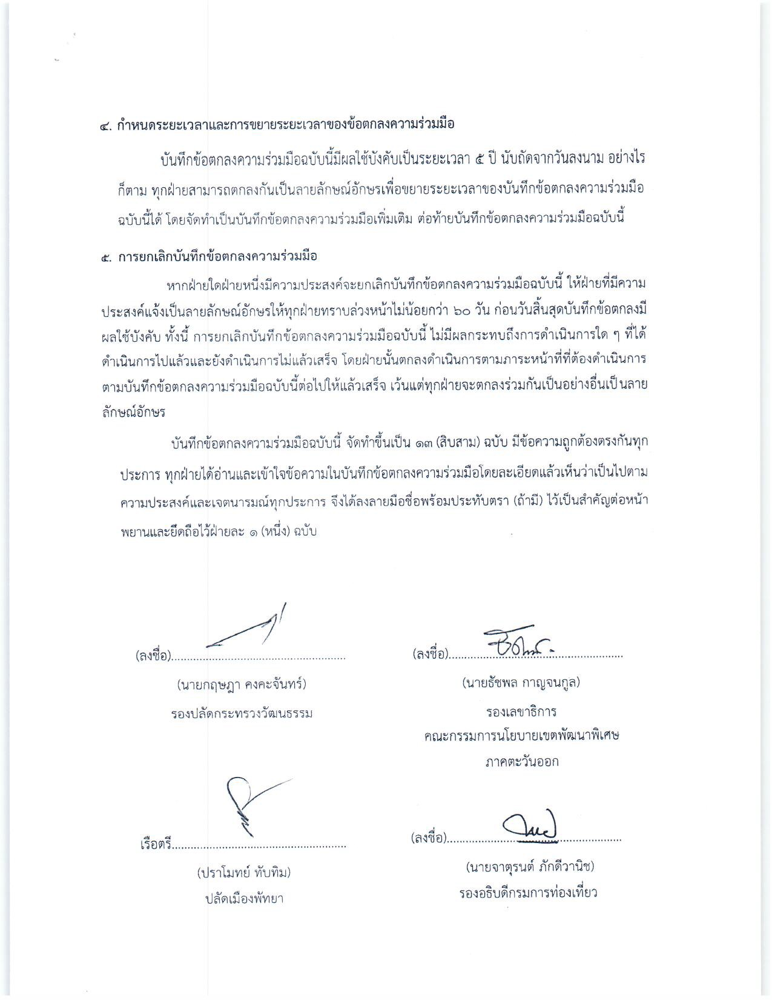 ๔. กำหนดระยะเวลาและการขยายระยะเวลาของข้อตกลงความร่วมมือ
บันทึกข้อตกลงความร่วมมือฉบับนี้มีผลใช้บังคับเป็นระยะเวลา ๕ ปี นับถัดจากวันลงนาม อย่างไร
ก็ตาม ทุกฝ่ายสามารถตกลงกันเป็นลายลักษณ์อักษรเพื่อขยายระยะเวลาของบันทึกข้อตกลงความร่วมมือ
ฉบับนี้ได้ โดยจัดทำเป็นบันทึกข้อตกลงความร่วมมือเพิ่มเติม ต่อท้ายบันทึกข้อตกลงความร่วมมือฉบับนี้
๕. การยกเลิกบันทึกข้อตกลงความร่วมมือ
หากฝ่ายใดฝ่ายหนึ่งมีความประสงค์จะยกเลิกบันทึกข้อตกลงความร่วมมือฉบับนี้ ให้ฝ่ายที่มีความ
ประสงค์แจ้งเป็นลายลักษณ์อักษรให้ทุกฝ่ายทราบล่วงหน้าไม่น้อยกว่า ๖๐ วัน ก่อนวันสิ้นสุดบันทึกข้อตกลงมี
ผลใช้บังคับ ทั้งนี้ การยกเลิกบันทึกข้อตกลงความร่วมมือฉบับนี้ ไม่มีผลกระทบถึงการดำเนินการใด ๆ ที่ได้
ดำเนินการไปแล้วและยังดำเนินการไม่แล้วเสร็จ โดยฝ่ายนั้นตกลงดำเนินการตามภาระหน้าที่ที่ต้องดำเนินการ
ตามบันทึกข้อตกลงความร่วมมือฉบับนี้ต่อไปให้แล้วเสร็จ เว้นแต่ทุกฝ่ายจะตกลงร่วมกันเป็นอย่างอื่นเป็นลาย
ลักษณ์อักษร
บันทึกข้อตกลงความร่วมมือฉบับนี้ จัดทำขึ้นเป็น ๑๓ (สิบสาม) ฉบับ มีข้อความถูกต้องตรงกันทุก
ประการ ทุกฝ่ายได้อ่านและเข้าใจข้อความในบันทึกข้อตกลงความร่วมมือโดยละเอียดแล้วเห็นว่าเป็นไปตาม
ความประสงค์และเจตนารมณ์ทุกประการ จึงได้ลงลายมือชื่อพร้อมประทับตรา (ถ้ามี) ไว้เป็นสำคัญต่อหน้า
พยานและยึดถือไว้ฝ่ายละ ๑ (หนึ่ง) ฉบับ
(ลงชื่อ)..................................................
(นายกฤษฎา คงคะจันทร์)
รองปลัดกระทรวงวัฒนธรรม
(ลงชื่อ)..................................................
(นายธัชพล กาญจนกูล)
รองเลขาธิการ
คณะกรรมการนโยบายเขตพัฒนาพิเศษ
ภาคตะวันออก
เรือตรี..................................................
(ปราโมทย์ ทับทิม)
ปลัดเมืองพัทยา
(ลงชื่อ)..................................................
(นายจาตุรนต์ ภักดีวานิช)
รองอธิบดีกรมการท่องเที่ยว